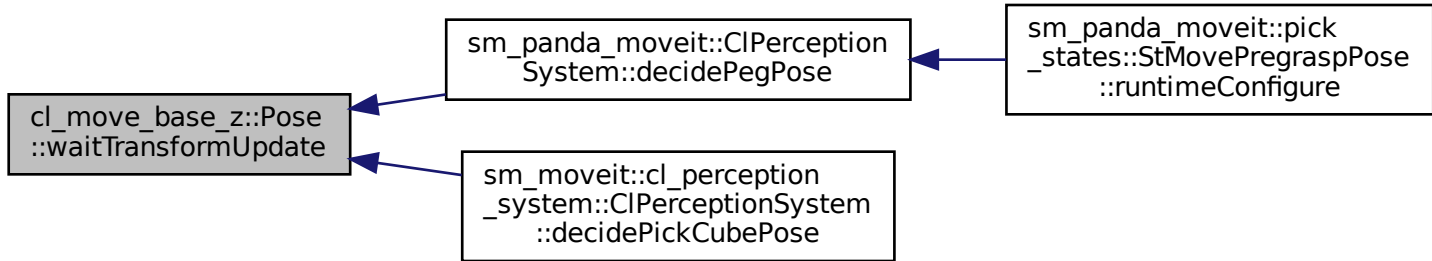 cl_move_base_z::Pose
::waitTransformUpdate
sm_panda_moveit::ClPerception
System::decidePegPose
sm_panda_moveit::pick
_states::StMovePregraspPose
::runtimeConfigure
sm_moveit::cl_perception
_system::ClPerceptionSystem
::decidePickCubePose